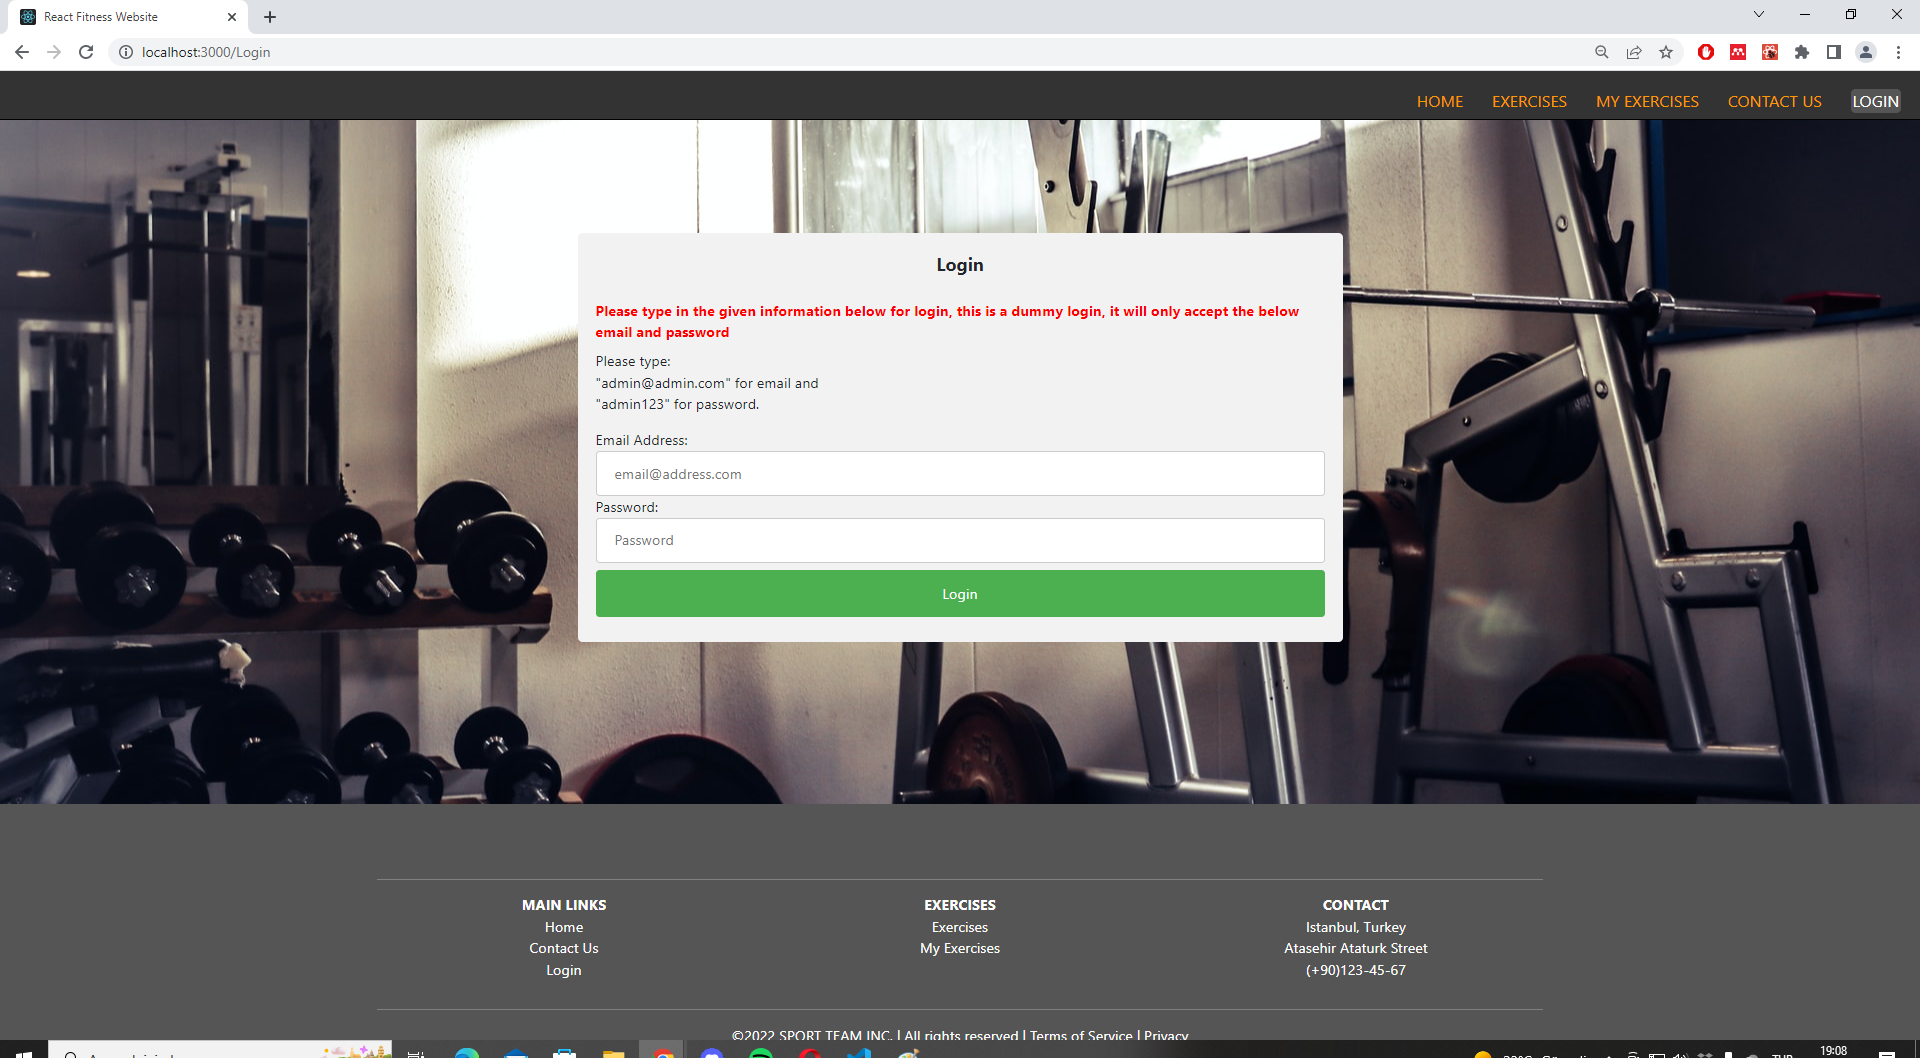 React Fitness Website
localhost:3000/Login
HOME EXERCISES MY EXERCISES CONTACT US LOGIN
Login
Please type in the given information below for login, this is a dummy login, it will only accept the below
email and password
Please type:
"admin@admin.com" for email and
"admin123" for password.
Email Address:
email@address.com
Password:
Password
Login
MAIN LINKS
Home
Contact Us
Login
EXERCISES
Exercises
My Exercises
CONTACT
Istanbul, Turkey
Atasehir Ataturk Street
(+90)123-45-67
©2022 SPORT TEAM INC. | All rights reserved | Terms of Service | Privacy
19:08